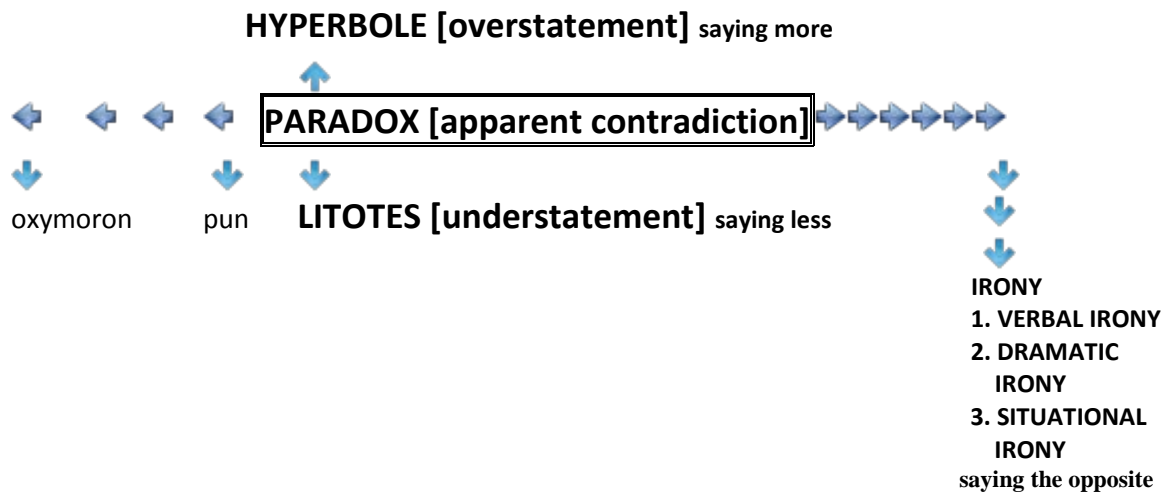 HYPERBOLE [overstatement] saying more
PARADOX [apparent contradiction]
oxymoron pun LITOTES [understatement] saying less
IRONY
1. VERBAL IRONY
2. DRAMATIC
IRONY
3. SITUATIONAL
IRONY
saying the opposite